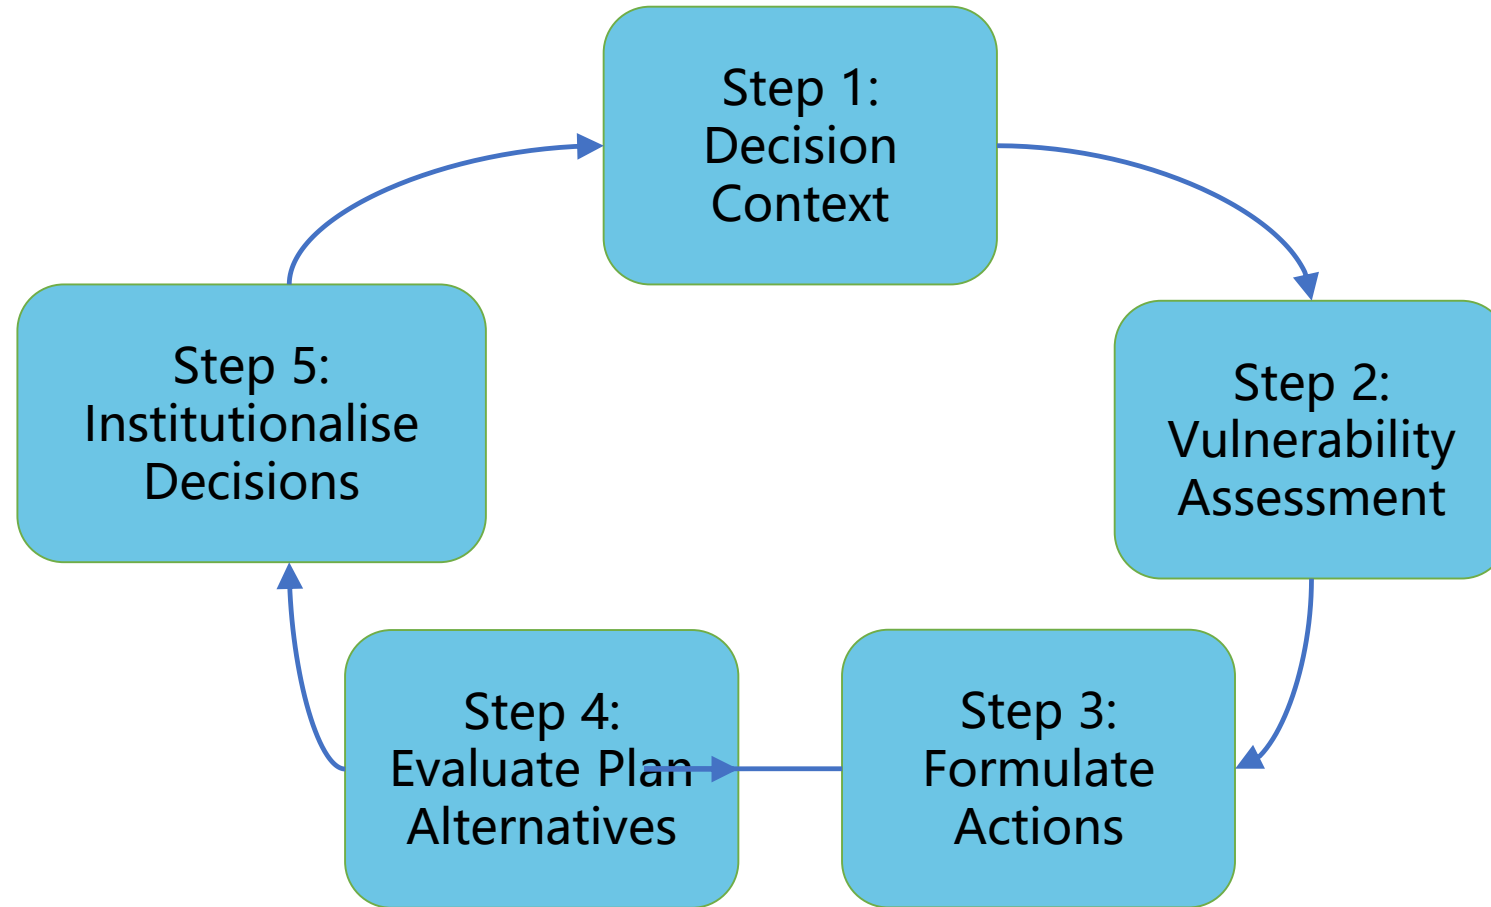 Step 1:
Decision
Context
Step 2:
Vulnerability
Assessment
Step 3:
Formulate
Actions
Step 4:
Evaluate Plan
Alternatives
Step 5:
Institutionalise
Decisions